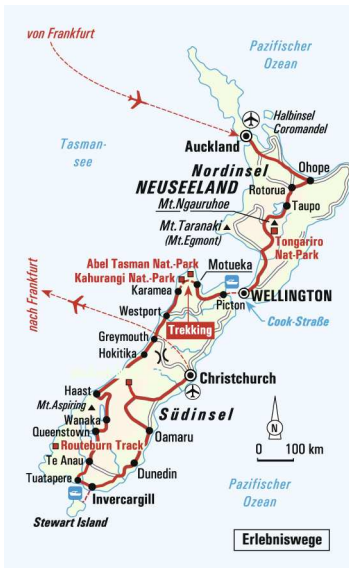 von Frankfurt
Pazifischer
Ozean
Halbinsel
Coromandel
Tasman-
see
Auckland
Nordinsel
NEUSEELAND
Ohope
Rotorua
Taupo
Mt.Ngauruhoe
Mt.Taranaki
(Mt.Egmont)
Tongariro
Nat-Park
Abel Tasman Nat.-Park
Kahurangi Nat.-Park
Motueka
Karamea
WELLINGTON
Picton
Cook-Straße
nach Frankfurt
Westport
Trekking
Greymouth
Hokitika
Christchurch
Haast
Mt.Aspiring
Südinsel
Wanaka
Queenstown
Routeburn Track
Oamaru
Te Anau
Dunedin
Tuatapere
Invercargill
Stewart Island
N
0 100 km
Pazifischer
Ozean
Erlebniswege